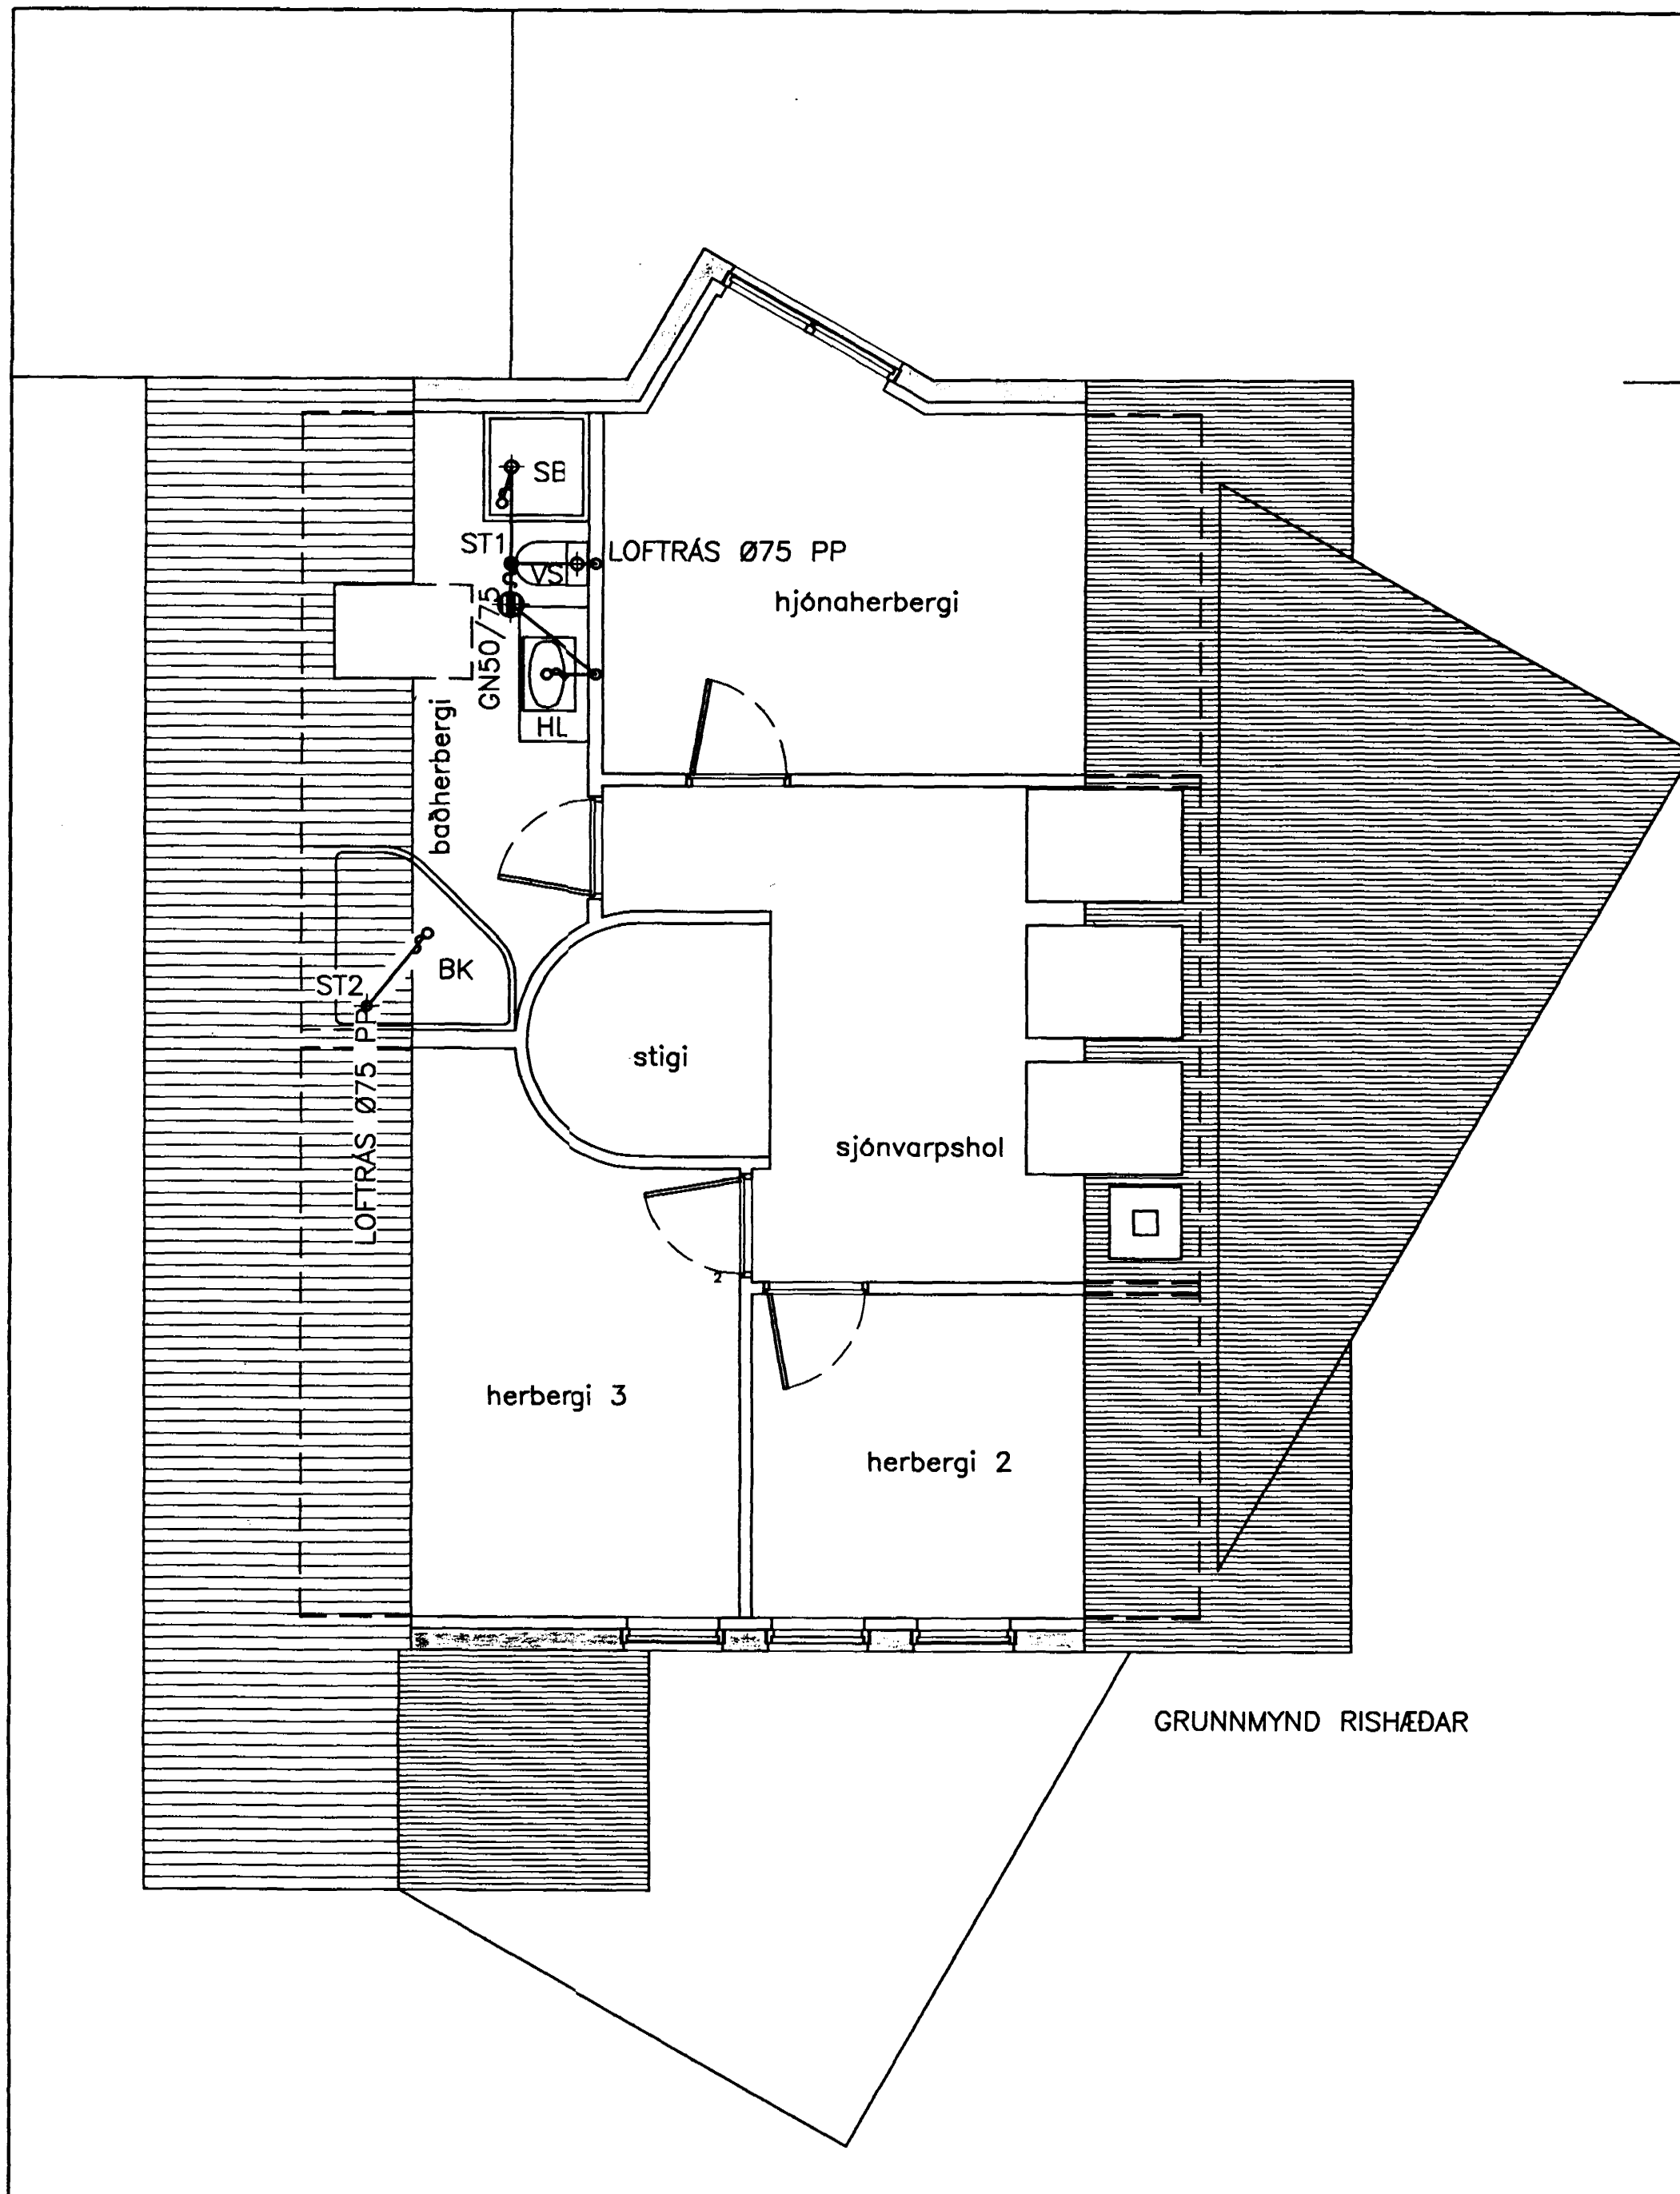 SB
ST1
LOFTRÁS Ø75 PP
VS
hjónaherbergi
GN50/75
HL
baðherbergi
BK
ST2
LOFTRÁS Ø75 PP
stigi
sjónvarpshol
2
herbergi 3
herbergi 2
GRUNNMYND RISHÆÐAR